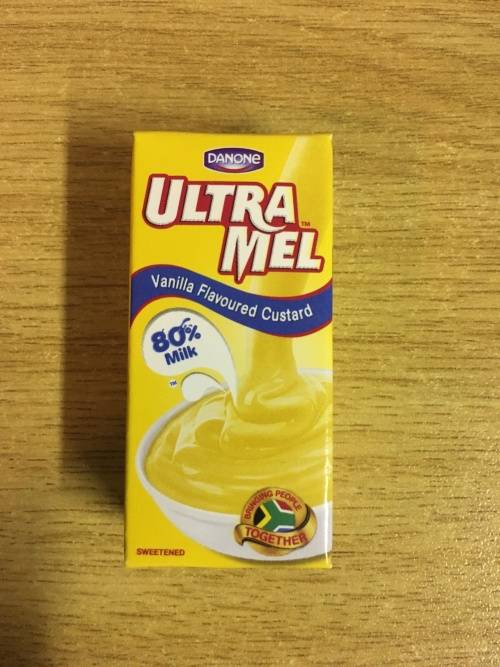 DANONE
ULTRA
MEL
TM
Vanilla Flavoured Custard
80%
Milk
TM
BRINGING PEOPLE
TOGETHER
SWEETENED